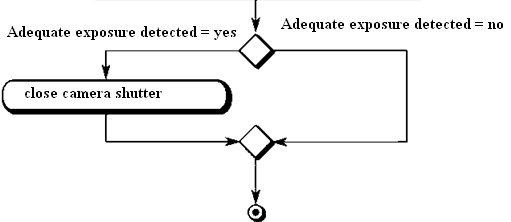 Adequate exposure detected = yes
Adequate exposure detected = no
close camera shutter